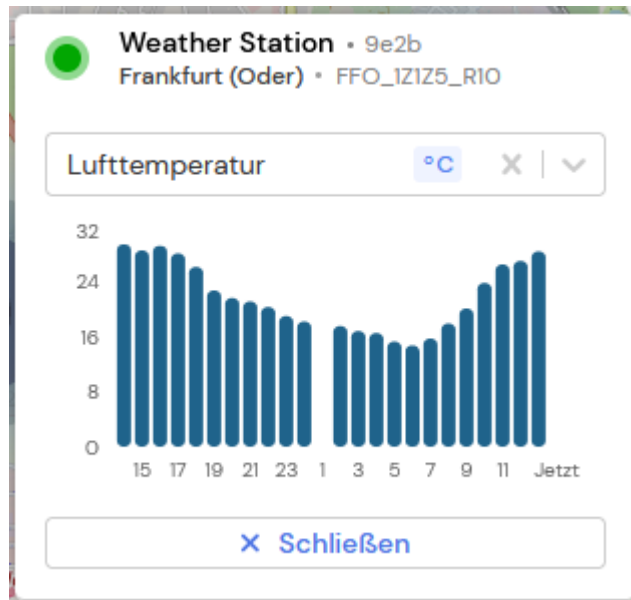 Weather Station • 9e2b
Frankfurt (Oder) • FFO_1Z1Z5_R10
Lufttemperatur °C
32
24
16
8
0
15 17 19 21 23 1 3 5 7 9 11 Jetzt
Schließen